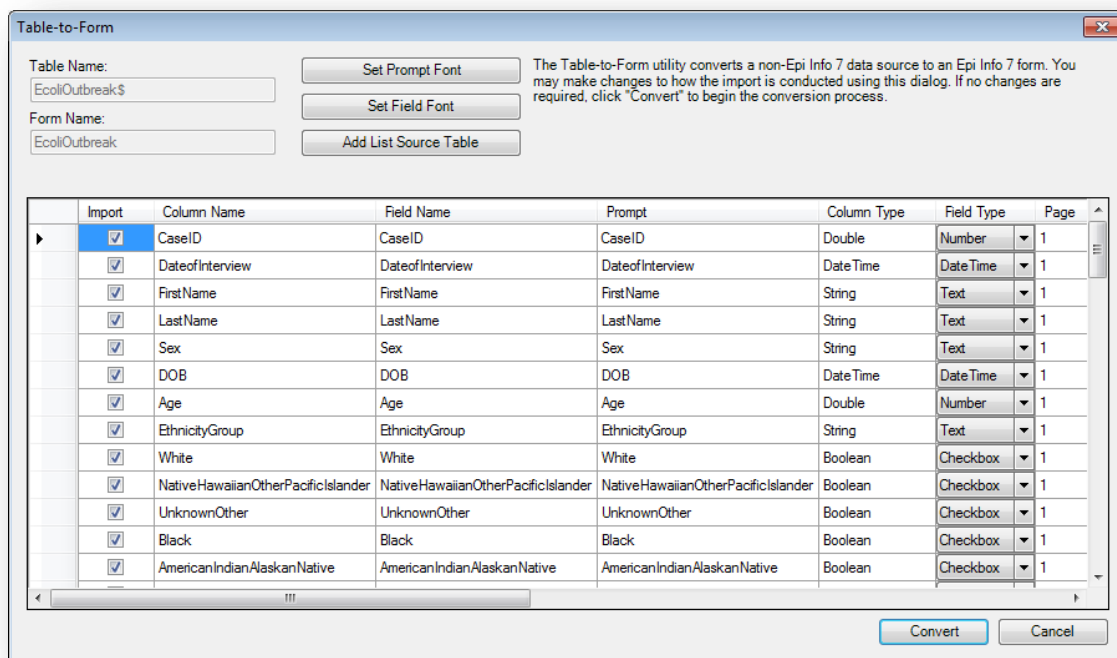 Table-to-Form
Table Name:
EcoliOutbreak$
Form Name:
EcoliOutbreak
Set Prompt Font
Set Field Font
Add List Source Table
The Table-to-Form utility converts a non-Epi Info 7 data source to an Epi Info 7 form. You
may make changes to how the import is conducted using this dialog. If no changes are
required, click "Convert" to begin the conversion process.
Import Column Name Field Name Prompt Column Type Field Type Page
CaseID CaseID CaseID Double Number 1
DateofInterview DateofInterview DateofInterview DateTime DateTime 1
FirstName FirstName FirstName String Text 1
LastName LastName LastName String Text 1
Sex Sex Sex String Text 1
DOB DOB DOB DateTime DateTime 1
Age Age Age Double Number 1
EthnicityGroup EthnicityGroup EthnicityGroup String Text 1
White White White Boolean Checkbox 1
NativeHawaiianOtherPacificIslander NativeHawaiianOtherPacificIslander NativeHawaiianOtherPacificIslander Boolean Checkbox 1
UnknownOther UnknownOther UnknownOther Boolean Checkbox 1
Black Black Black Boolean Checkbox 1
AmericanIndianAlaskanNative AmericanIndianAlaskanNative AmericanIndianAlaskanNative Boolean Checkbox 1
Convert Cancel